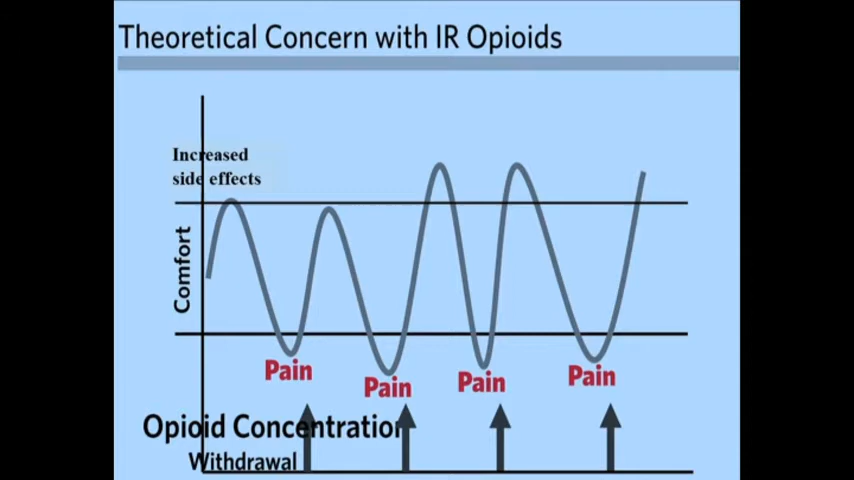 Theoretical Concern with IR Opioids
Increased
side effects
Comfort
Pain
Pain
Pain
Pain
Opioid Concentration
Withdrawal